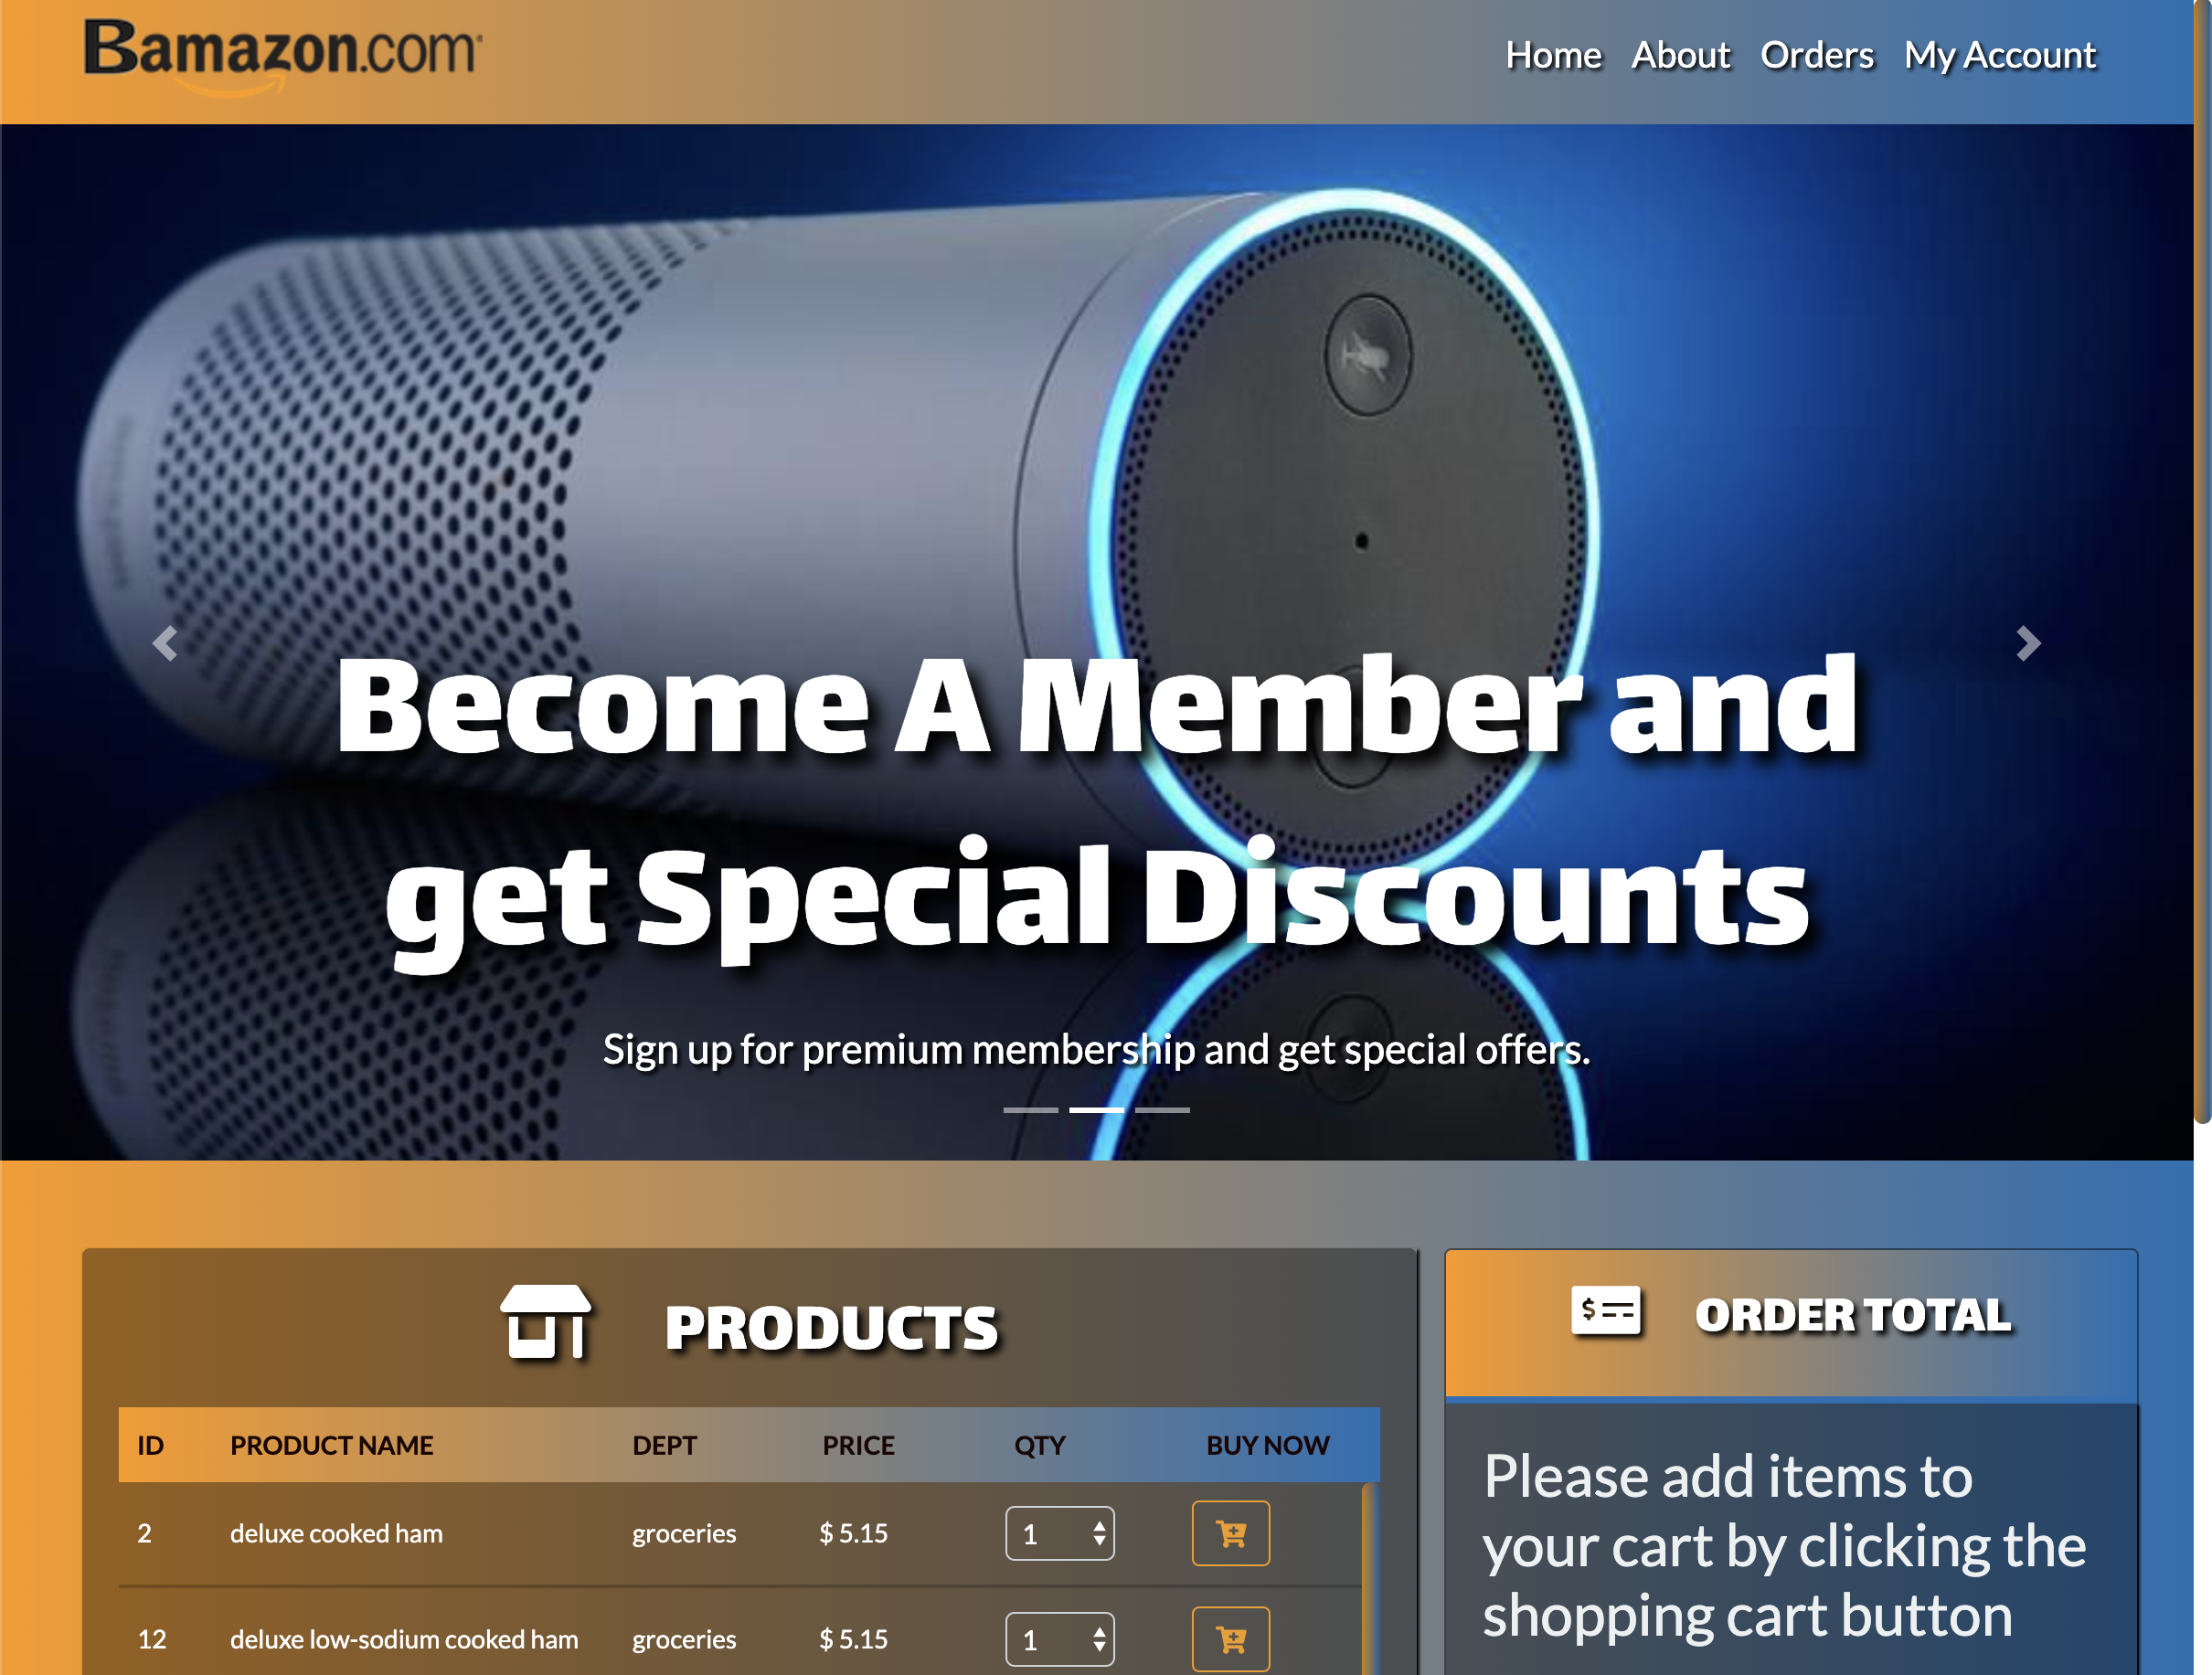 Bamazon.com
Home About Orders My Account
Become A Member and
get Special Discounts
Sign up for premium membership and get special offers.
PRODUCTS
ID PRODUCT NAME DEPT PRICE QTY BUY NOW
2 deluxe cooked ham groceries $ 5.15 1
12 deluxe low-sodium cooked ham groceries $ 5.15 1
$ ORDER TOTAL
Please add items to
your cart by clicking the
shopping cart button